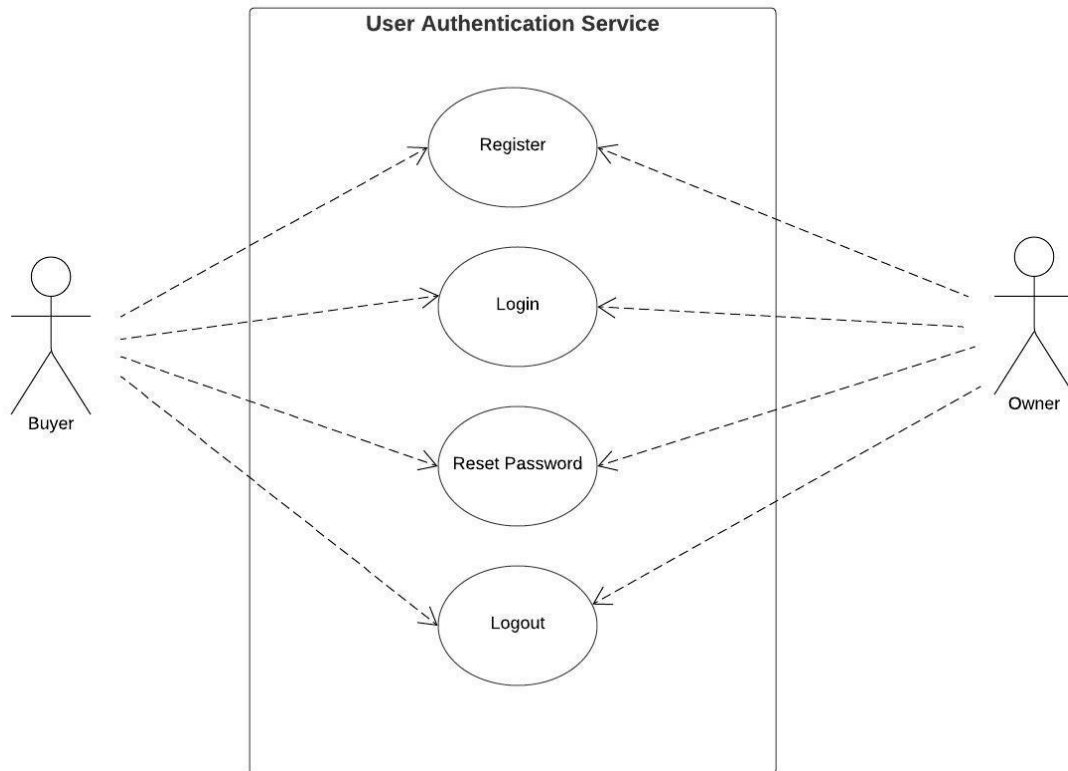 User Authentication Service
Register
Login
Buyer
Owner
Reset Password
Logout